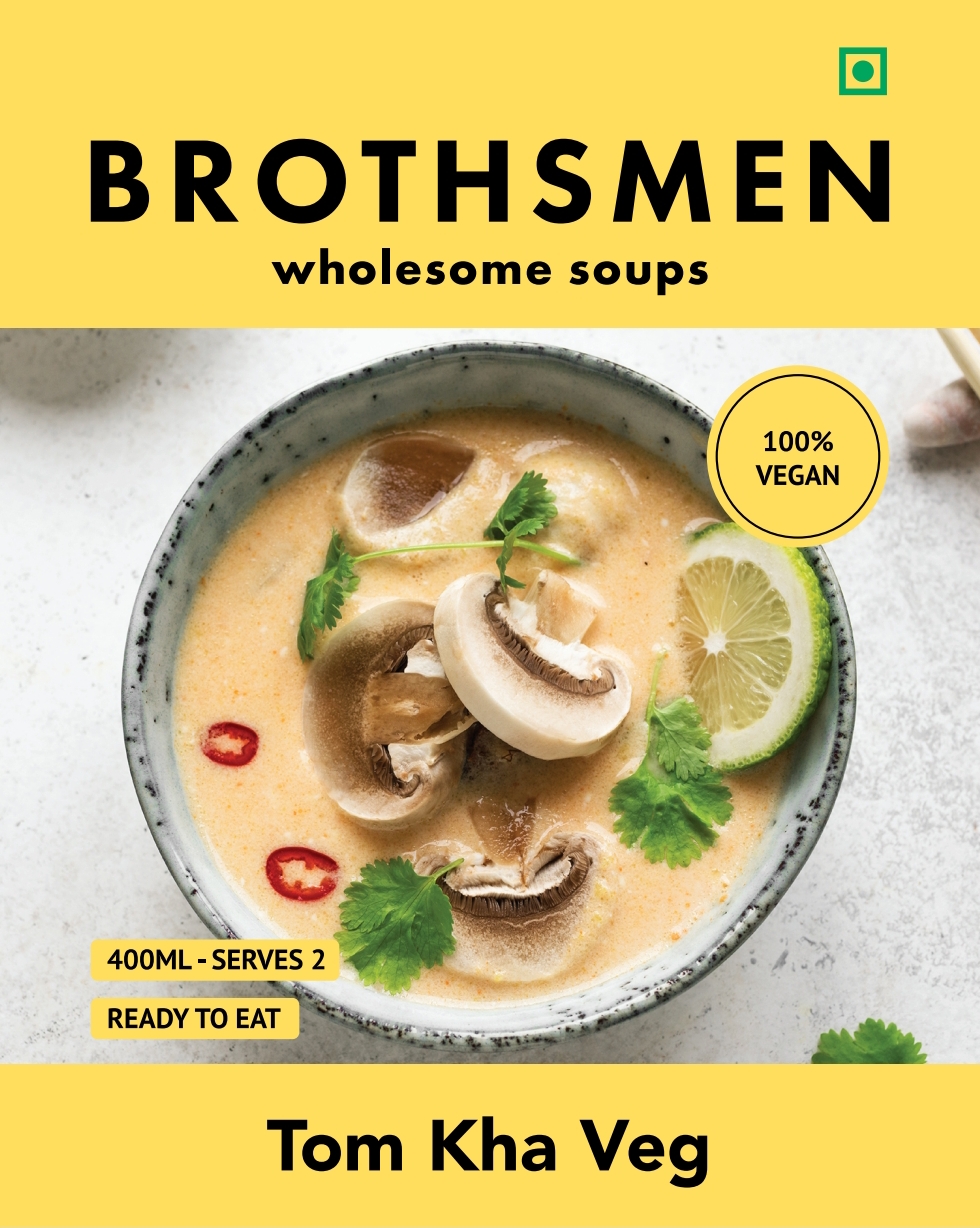 BROTHSMEN
wholesome soups
100%
VEGAN
400ML - SERVES 2
READY TO EAT
Tom Kha Veg